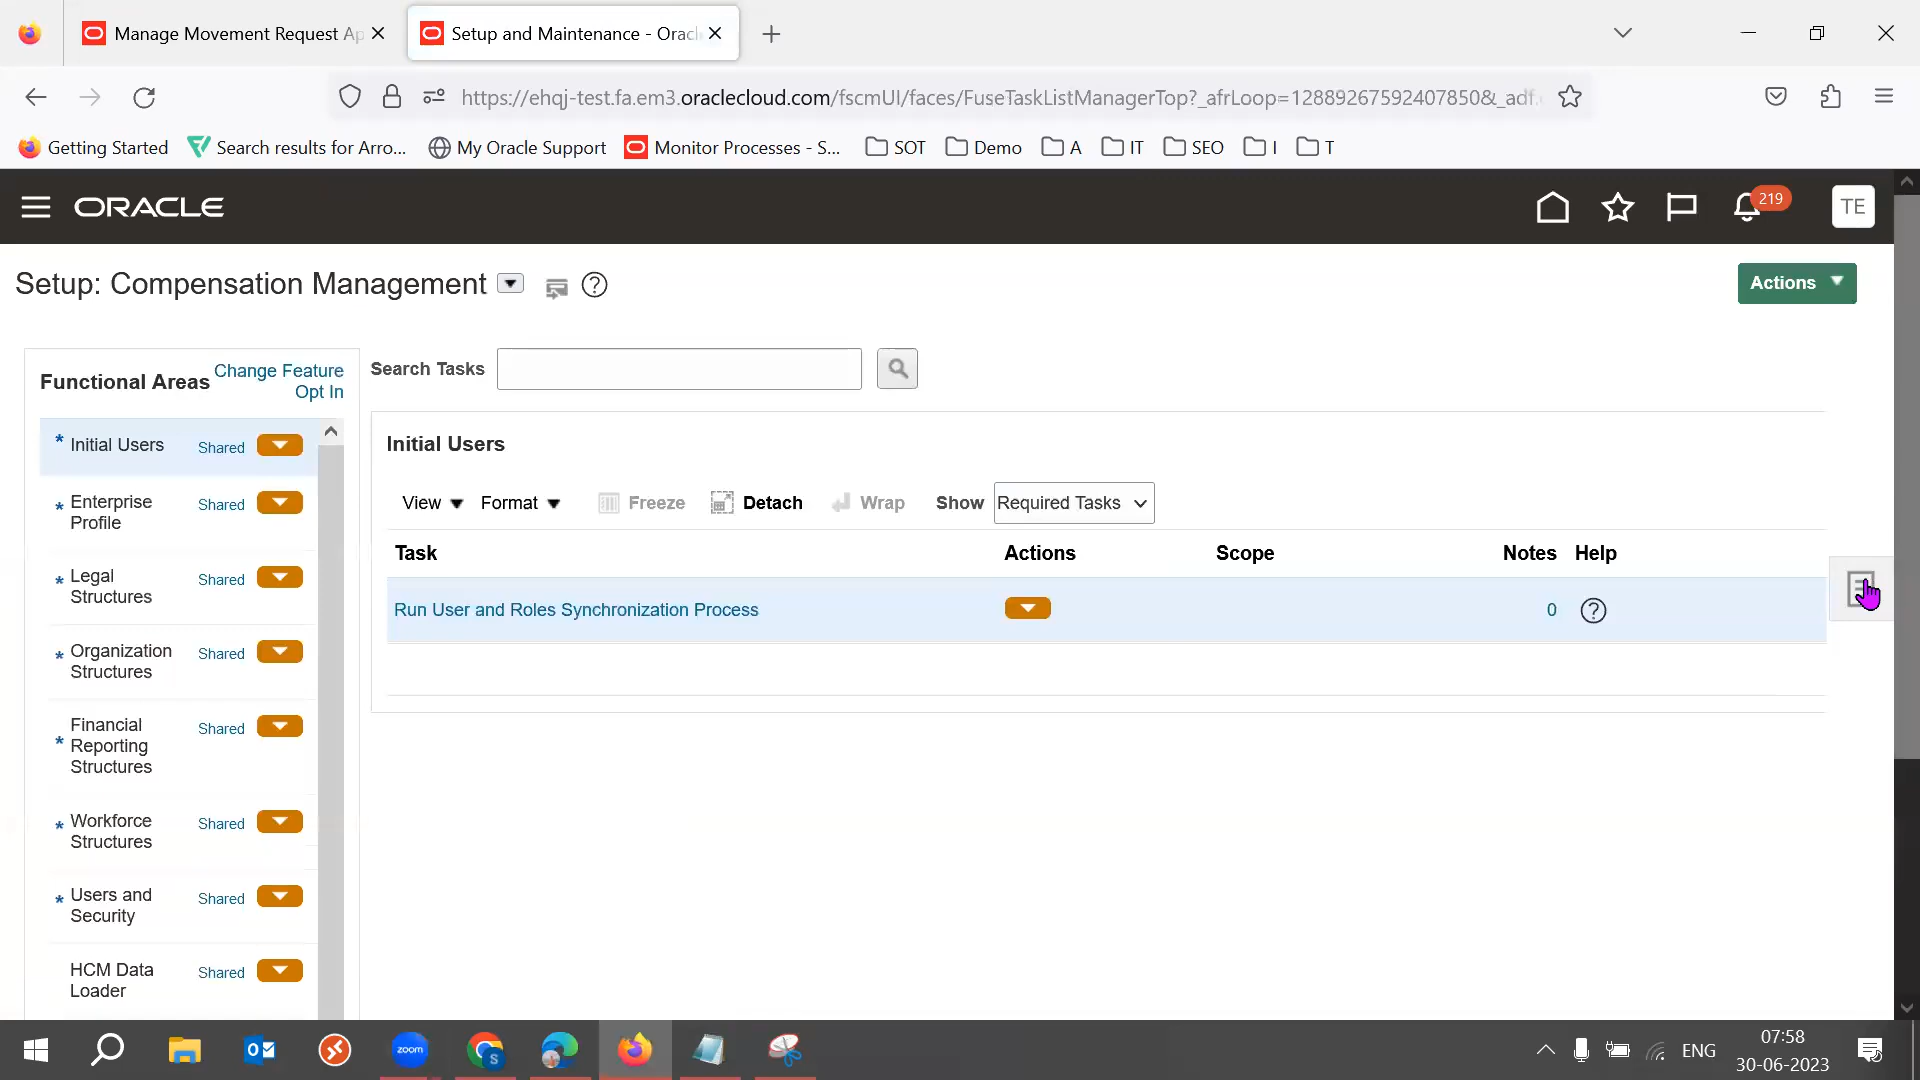 Manage Movement Request Ap
Setup and Maintenance - Oracl
https://ehqj-test.fa.em3.oraclecloud.com/fscmUI/faces/FuseTaskListManagerTop?_afrLoop=12889267592407850&_adf.
Getting Started
Search results for Arro...
My Oracle Support
Monitor Processes - S...
SOT
Demo
A
IT
SEO
I
T
ORACLE
219
TE
Setup: Compensation Management
Actions
Functional Areas
Change Feature
Opt In
Search Tasks
* Initial Users Shared
* Enterprise
Profile
Shared
* Legal
Structures
Shared
* Organization
Structures
Shared
* Financial
Reporting
Structures
Shared
* Workforce
Structures
Shared
* Users and
Security
Shared
HCM Data
Loader
Shared
Initial Users
View Format Freeze Detach Wrap Show Required Tasks
Task Actions Scope Notes Help
Run User and Roles Synchronization Process 0 ?
zoom
S
ENG
07:58
30-06-2023